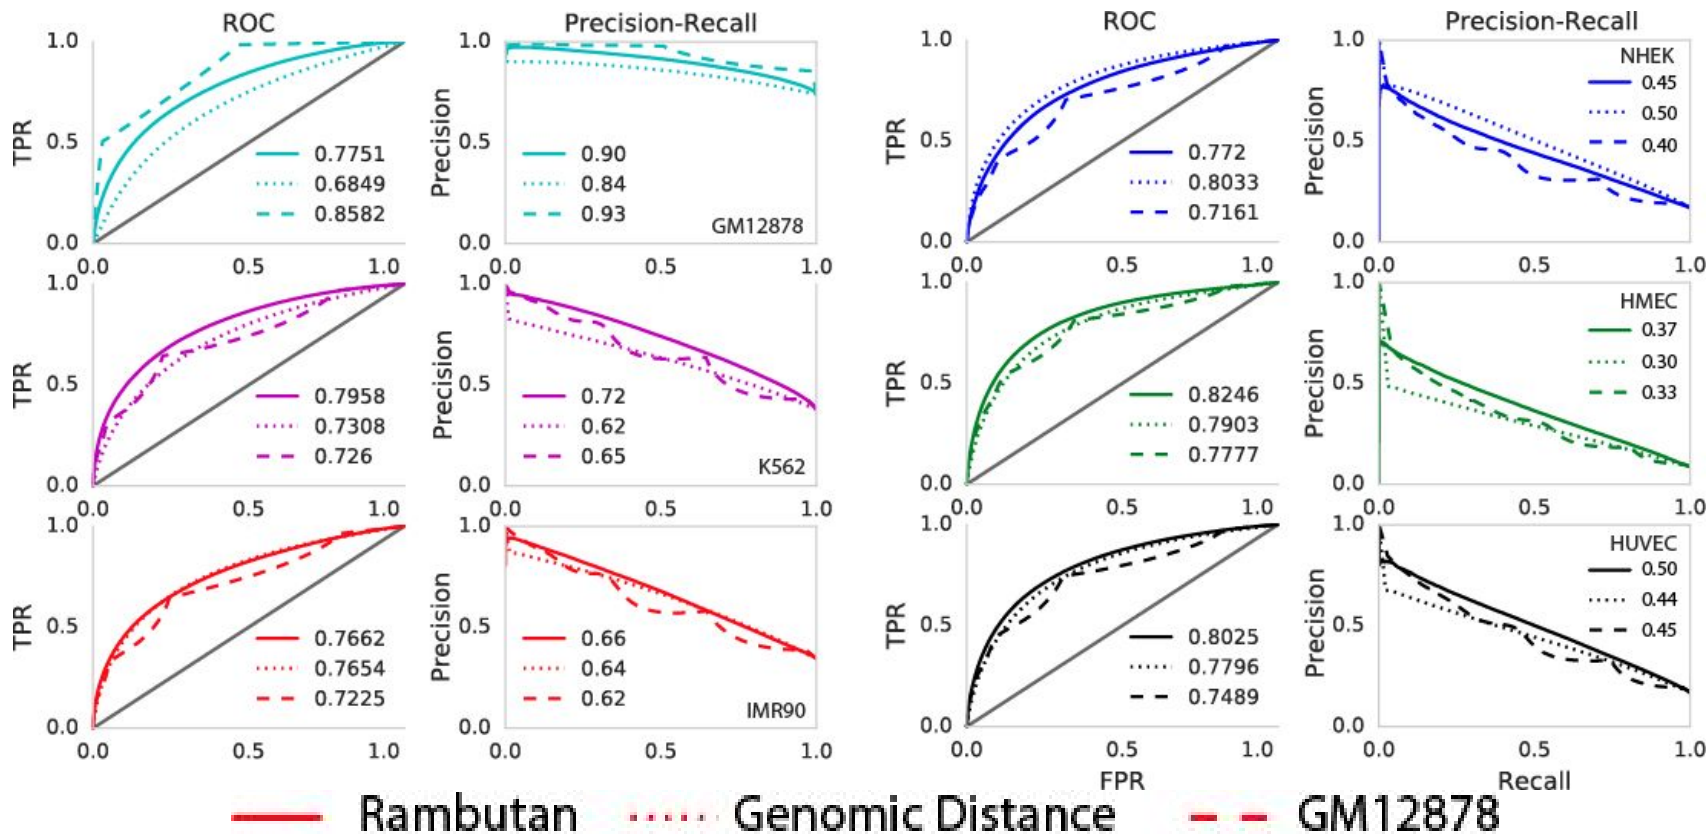 ROC
Precision-Recall
ROC
Precision-Recall
1.0
0.5
0.0
TPR
0.7751
0.6849
0.8582
0.0 0.5 1.0
1.0
0.5
0.0
Precision
0.90
0.84
0.93
GM12878
0.0 0.5 1.0
1.0
0.5
0.0
TPR
0.772
0.8033
0.7161
0.0 0.5 1.0
1.0
0.5
0.0
Precision
NHEK
0.45
0.50
0.40
0.0 0.5 1.0
1.0
0.5
0.0
TPR
0.7958
0.7308
0.726
0.0 0.5 1.0
1.0
0.5
0.0
Precision
0.72
0.62
0.65
K562
0.0 0.5 1.0
1.0
0.5
0.0
TPR
0.8246
0.7903
0.7777
0.0 0.5 1.0
1.0
0.5
0.0
Precision
HMEC
0.37
0.30
0.33
0.0 0.5 1.0
1.0
0.5
0.0
TPR
0.7662
0.7654
0.7225
0.0 0.5 1.0
1.0
0.5
0.0
Precision
0.66
0.64
0.62
IMR90
0.0 0.5 1.0
1.0
0.5
0.0
TPR
0.8025
0.7796
0.7489
0.0 0.5 1.0
FPR
1.0
0.5
0.0
Precision
HUVEC
0.50
0.44
0.45
0.0 0.5 1.0
Recall
Rambutan Genomic Distance GM12878